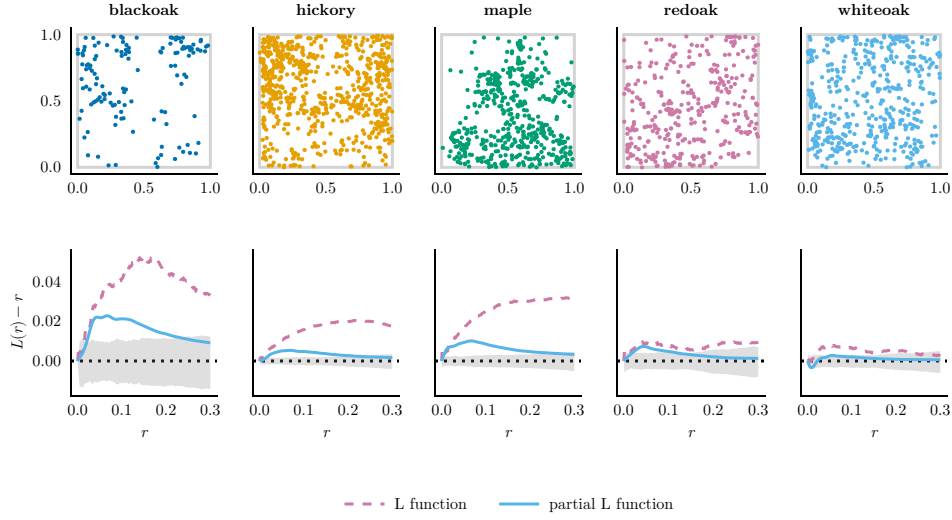 blackoak hickory maple redoak whiteoak
1.0
0.5
0.0
0.0 0.5 1.0 0.0 0.5 1.0 0.0 0.5 1.0 0.0 0.5 1.0 0.0 0.5 1.0
L(r) − r
0.04
0.02
0.00
0.0 0.1 0.2 0.3 0.0 0.1 0.2 0.3 0.0 0.1 0.2 0.3 0.0 0.1 0.2 0.3 0.0 0.1 0.2 0.3
r r r r r
L function partial L function